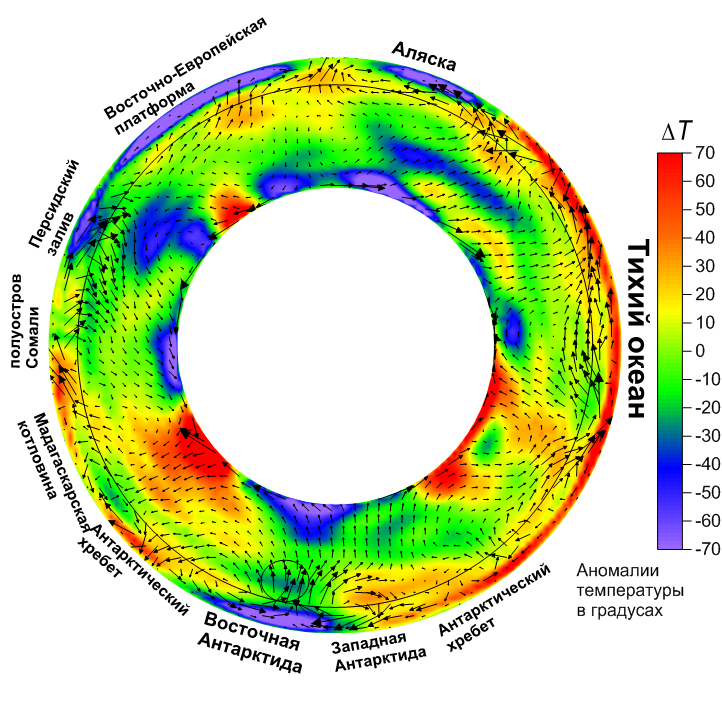 Восточно-Европейская
платформа
Аляска
Персидский
залив
полуостров
Сомали
Мадагаскарская
котловина
Антарктический
хребет
Восточная
Антарктида
Западная
Антарктида
Антарктический
хребет
Тихий океан
ΔT
70
60
50
40
30
20
10
0
-10
-20
-30
-40
-50
-60
-70
Аномалии
температуры
в градусах